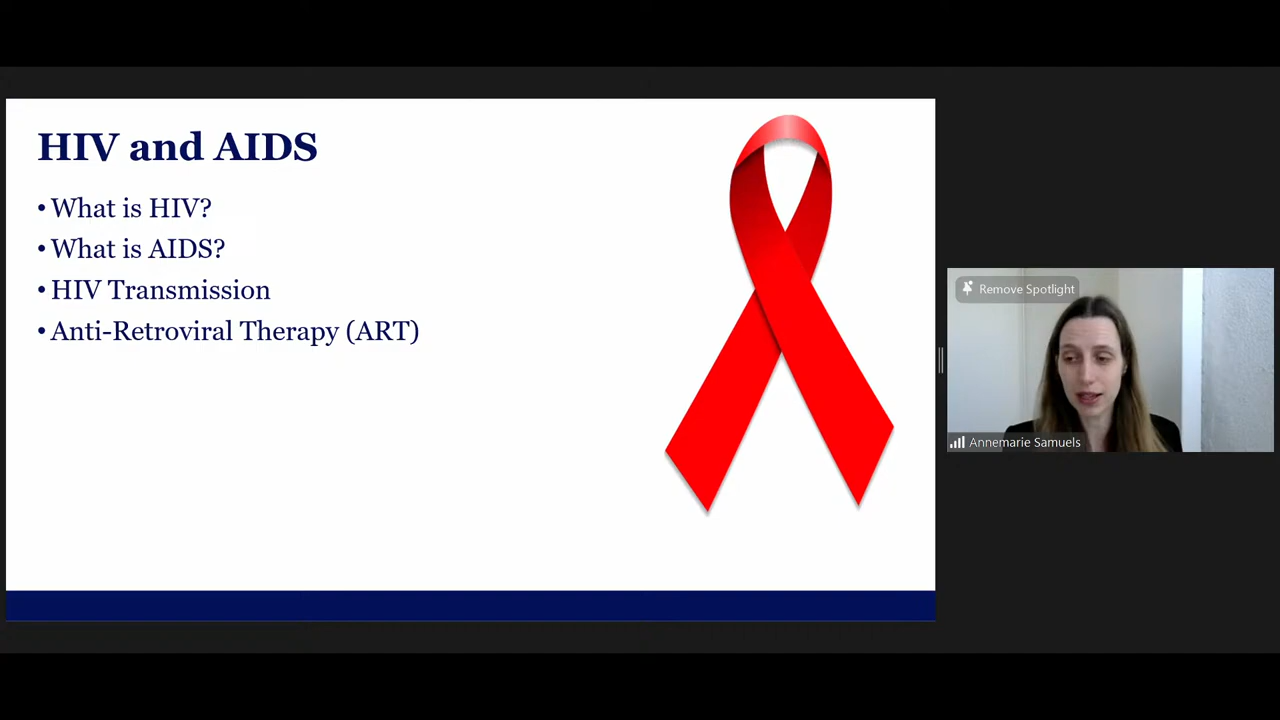 HIV and AIDS
• What is HIV?
• What is AIDS?
• HIV Transmission
• Anti-Retroviral Therapy (ART)
Remove Spotlight
Annemarie Samuels